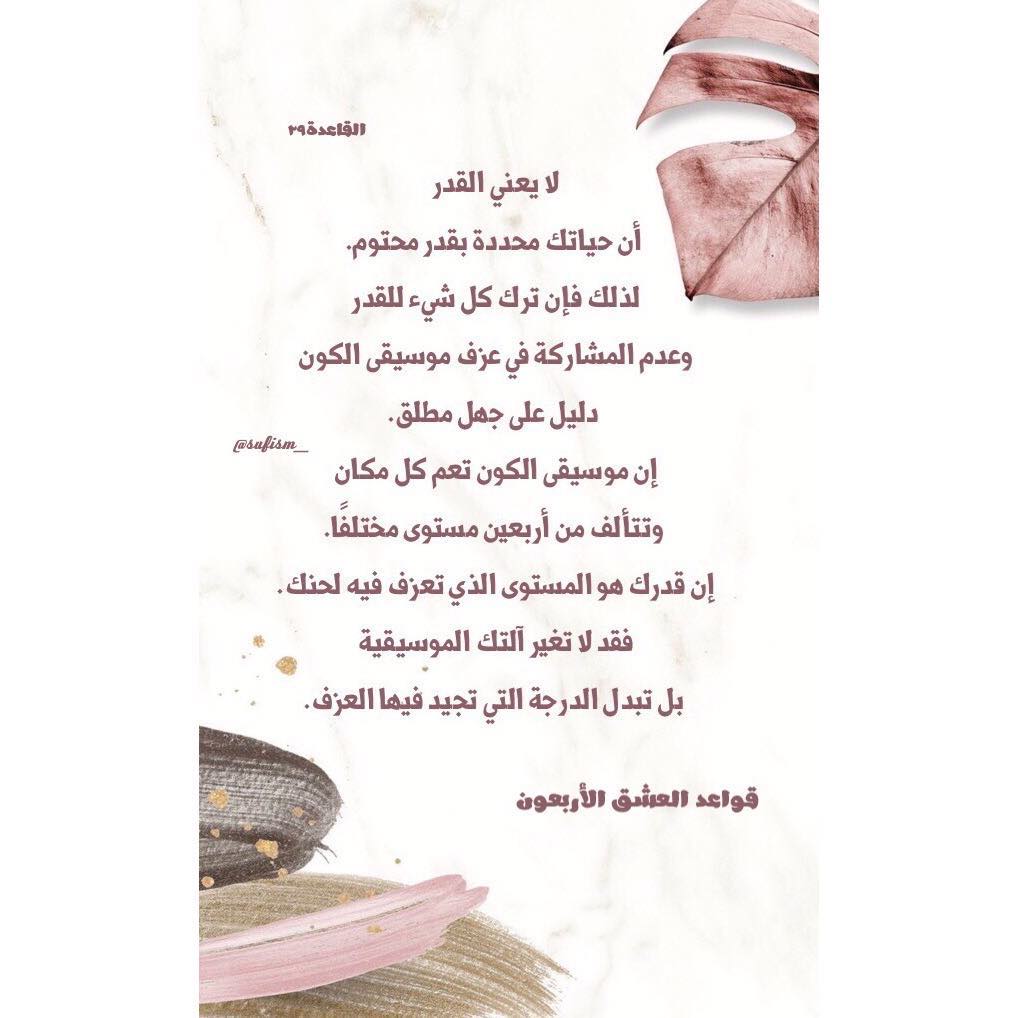 القاعدة ٢٩
لا يعني القدر
أن حياتك محددة بقدر محتوم.
لذلك فإن ترك كل شيء للقدر
وعدم المشاركة في عزف موسيقى الكون
دليل على جهل مطلق.
@sufism_
إن موسيقى الكون تعم كل مكان
وتتألف من أربعين مستوى مختلفًا.
إن قدرك هو المستوى الذي تعزف فيه لحنك.
فقد لا تغير آلتك الموسيقية
بل تبدل الدرجة التي تجيد فيها العزف.
قواعد العشق الأربعون